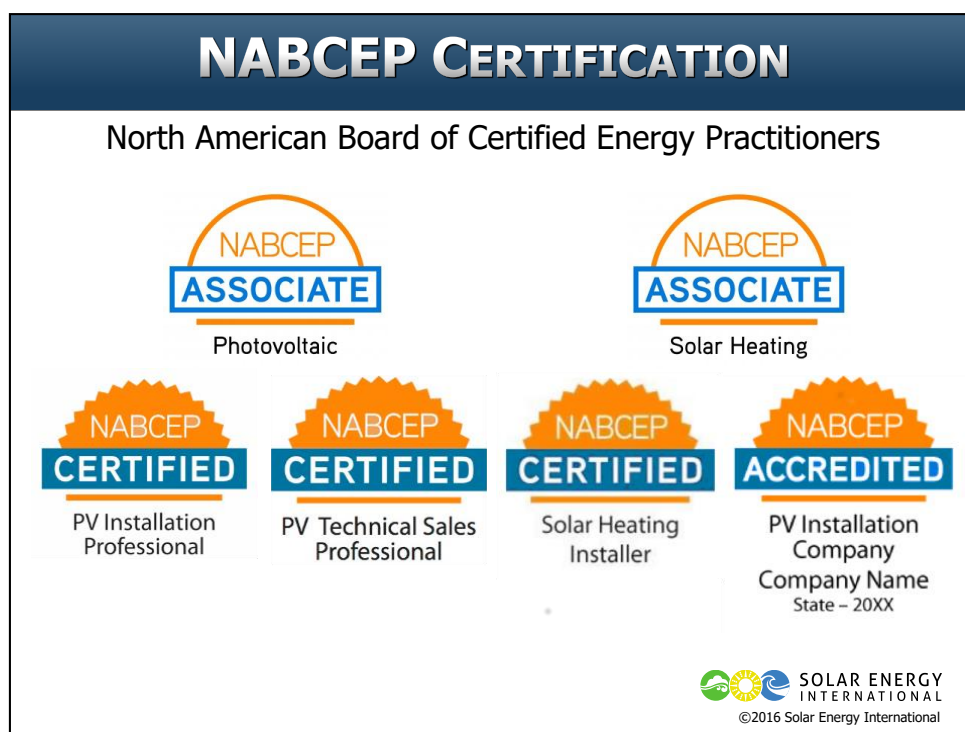 NABCEP CERTIFICATION
North American Board of Certified Energy Practitioners
NABCEP
ASSOCIATE
Photovoltaic
NABCEP
ASSOCIATE
Solar Heating
NABCEP
CERTIFIED
PV Installation
Professional
NABCEP
CERTIFIED
PV Technical Sales
Professional
NABCEP
CERTIFIED
Solar Heating
Installer
NABCEP
ACCREDITED
PV Installation
Company
Company Name
State – 20XX
SOLAR ENERGY
INTERNATIONAL
©2016 Solar Energy International